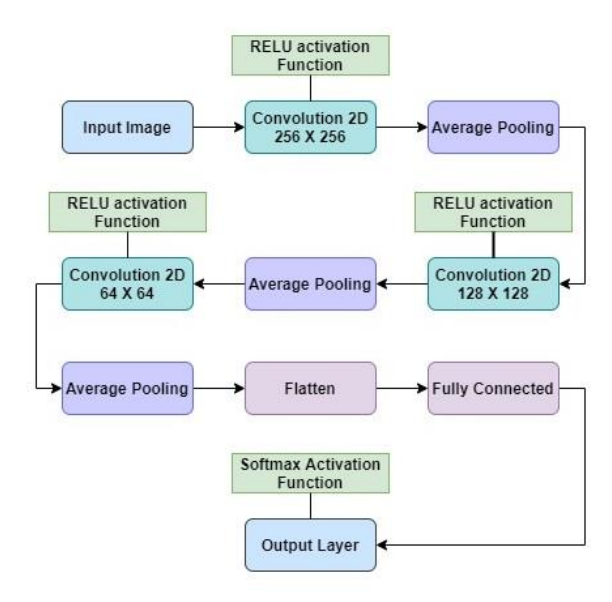 RELU activation
Function
Input Image
Convolution 2D
256 X 256
Average Pooling
RELU activation
Function
RELU activation
Function
Convolution 2D
64 X 64
Average Pooling
Convolution 2D
128 X 128
Average Pooling
Flatten
Fully Connected
Softmax Activation
Function
Output Layer